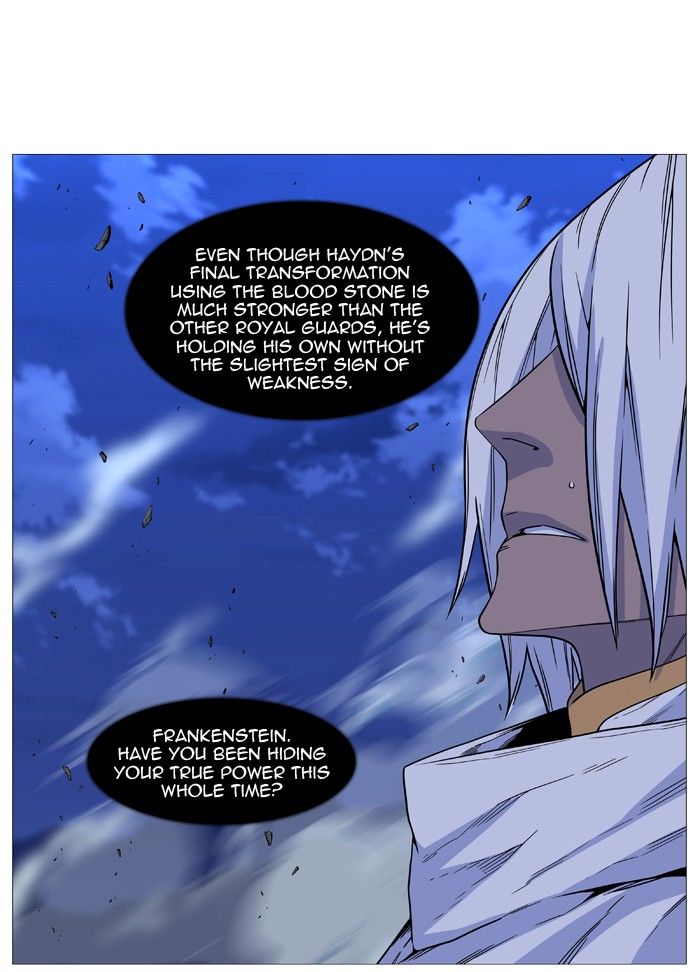 EVEN THOUGH HAYDN'S
FINAL TRANSFORMATION
USING THE BLOOD STONE IS
MUCH STRONGER THAN THE
OTHER ROYAL GUARDS, HE'S
HOLDING HIS OWN WITHOUT
THE SLIGHTEST SIGN OF
WEAKNESS.
FRANKENSTEIN.
HAVE YOU BEEN HIDING
YOUR TRUE POWER THIS
WHOLE TIME?